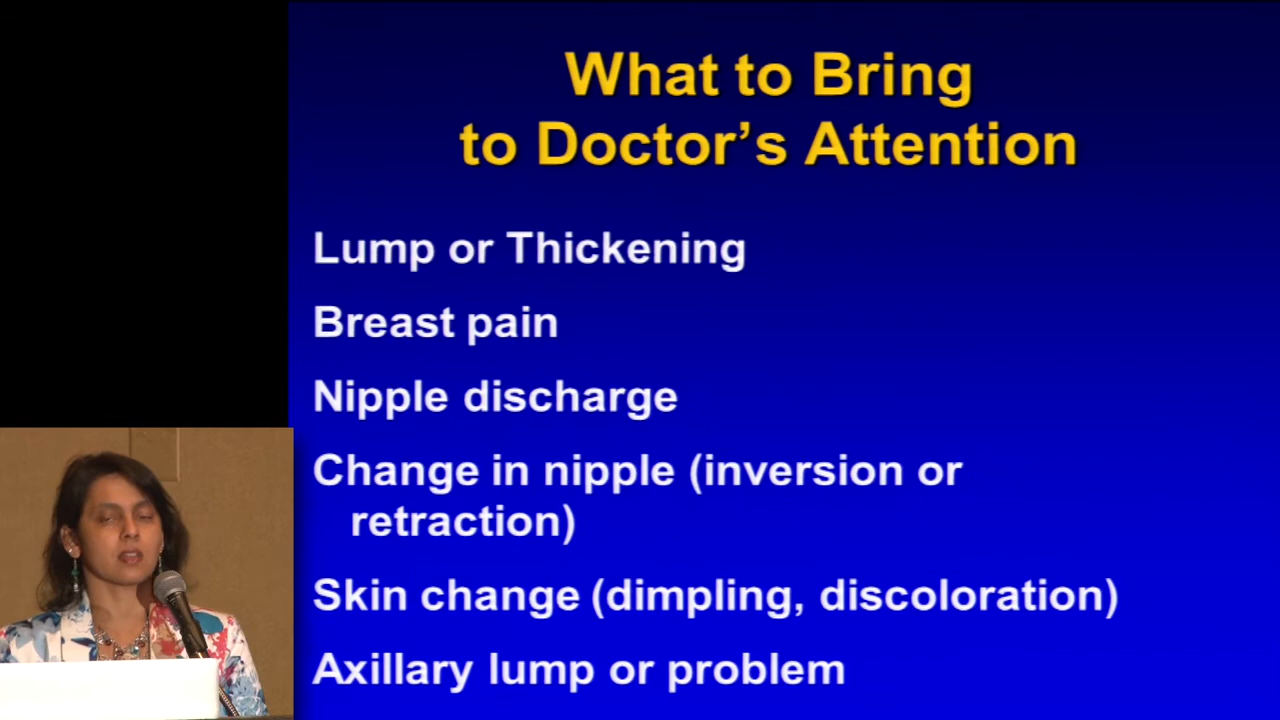 What to Bring
to Doctor’s Attention
Lump or Thickening
Breast pain
Nipple discharge
Change in nipple (inversion or
retraction)
Skin change (dimpling, discoloration)
Axillary lump or problem